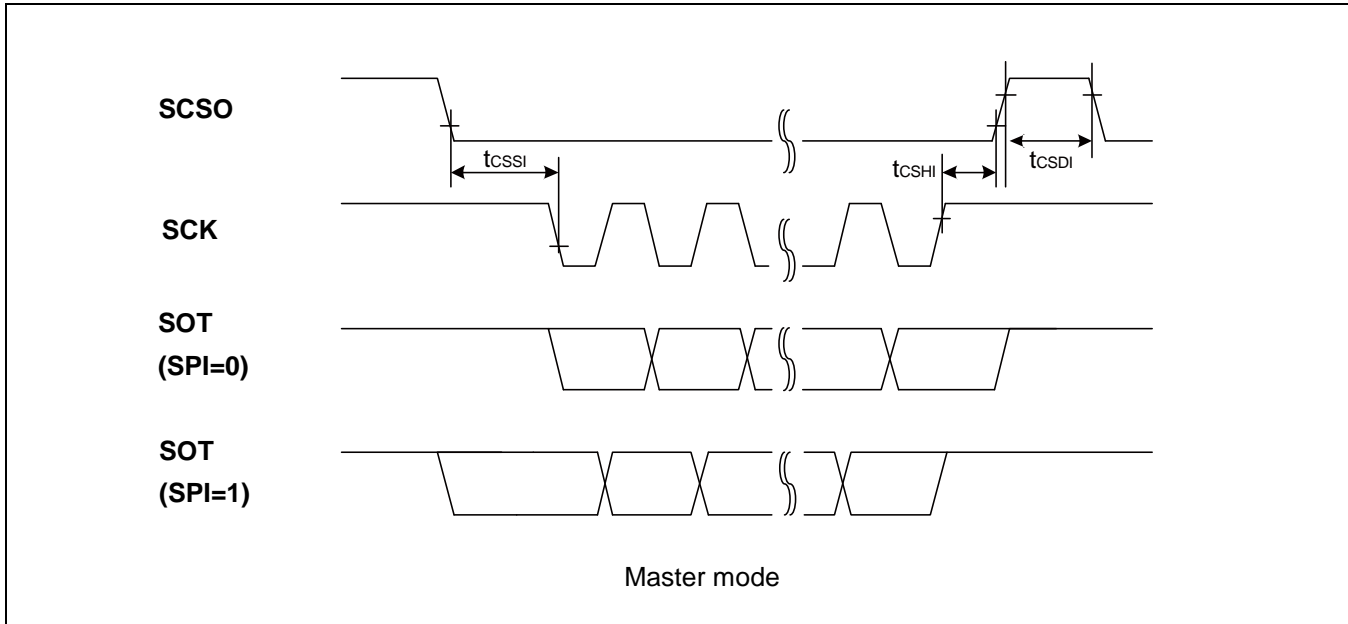 SCSO
tCSSI
tCSHI
tCSDI
SCK
SOT
(SPI=0)
SOT
(SPI=1)
Master mode